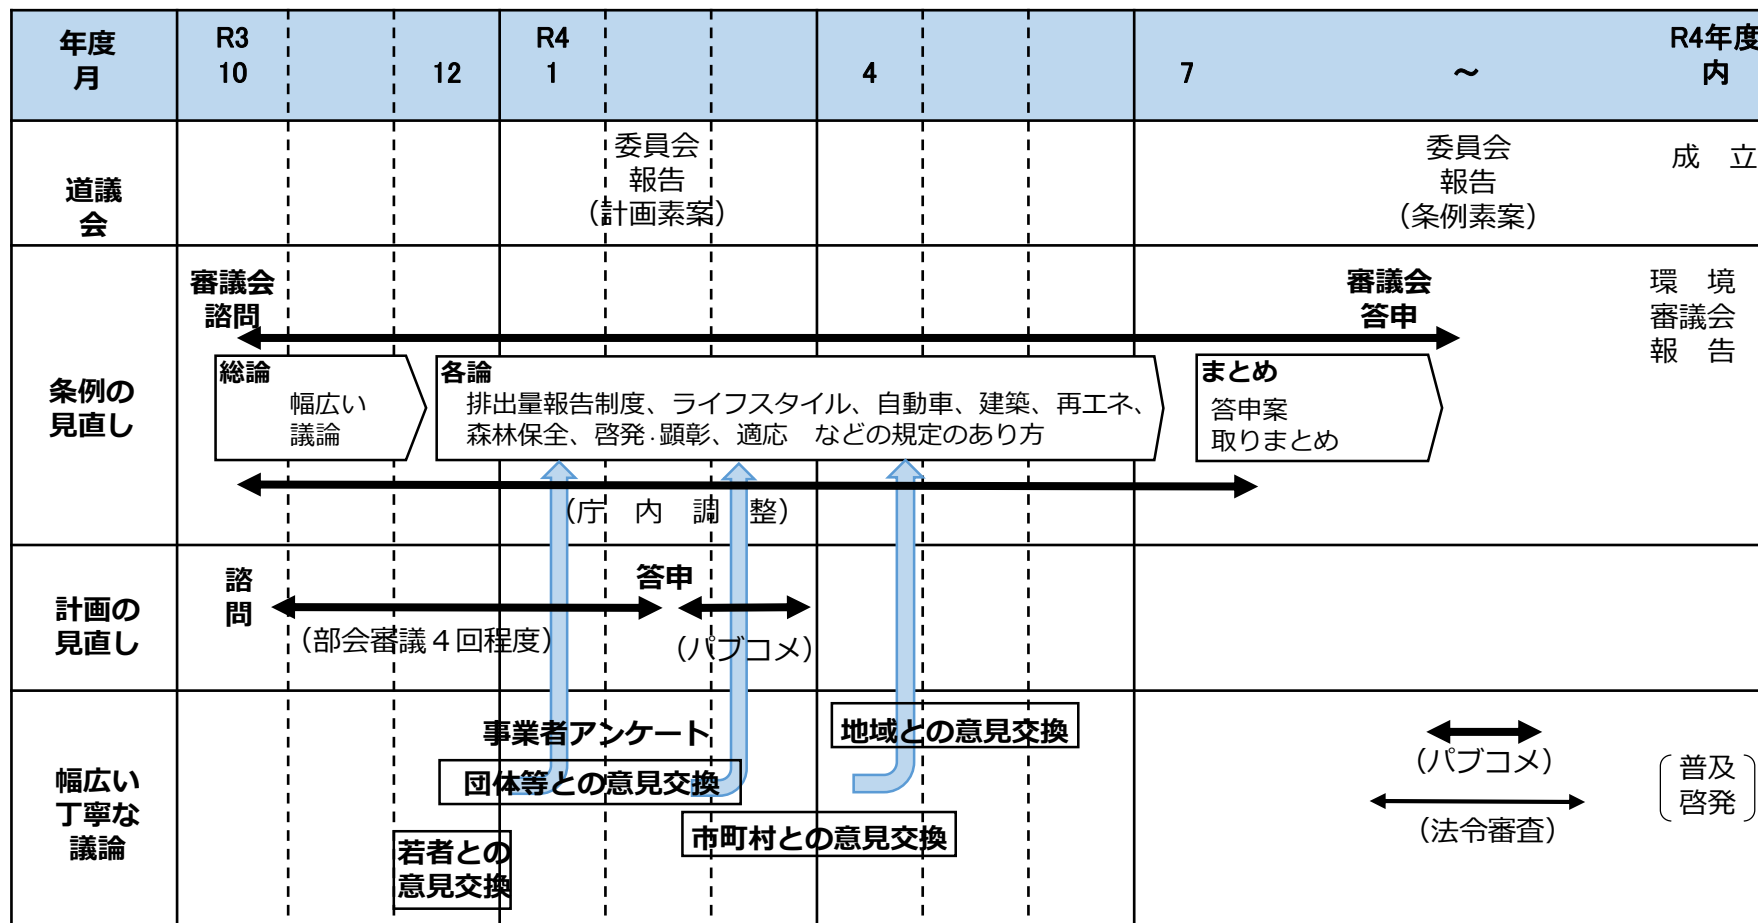 年度
月
R3
10
12
R4
1
4
7
～
R4年度
内
道議
会
委員会
報告
（計画素案）
委員会
報告
（条例素案）
成　立
条例の
見直し
審議会
諮問
審議会
答申
環　境
審議会
報　告
総論
幅広い
議論
各論
排出量報告制度、ライフスタイル、自動車、建築、再エネ、
森林保全、啓発・顕彰、適応　などの規定のあり方
まとめ
答申案
取りまとめ
（庁　内　調　整）
計画の
見直し
諮
問
答申
（部会審議４回程度）
（パブコメ）
幅広い
丁寧な
議論
事業者アンケート
団体等との意見交換
若者との
意見交換
地域との意見交換
市町村との意見交換
（パブコメ）
（法令審査）
普及
啓発